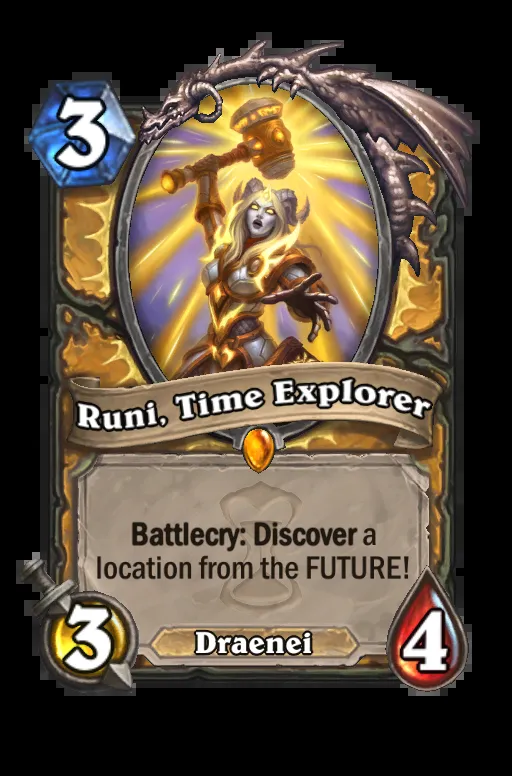 3
Runi, Time Explorer
Battlecry: Discover a
location from the FUTURE!
3
Draenei
4